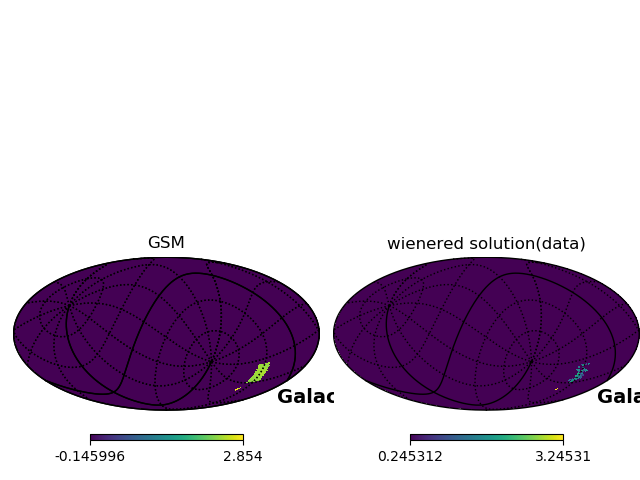 GSM
wienered solution(data)
Galac
Gala
-0.145996
2.854
0.245312
3.24531